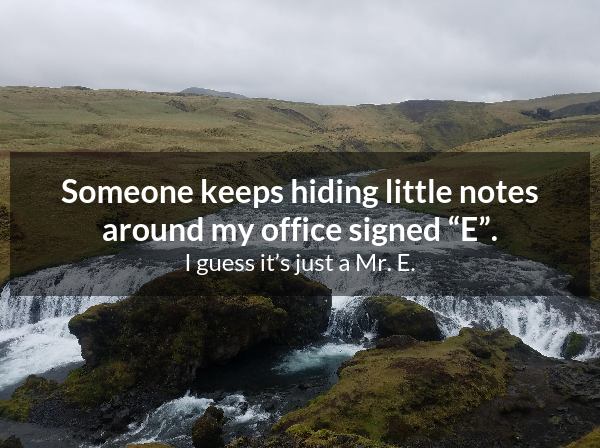 Someone keeps hiding little notes
around my office signed “E”.
I guess it’s just a Mr. E.